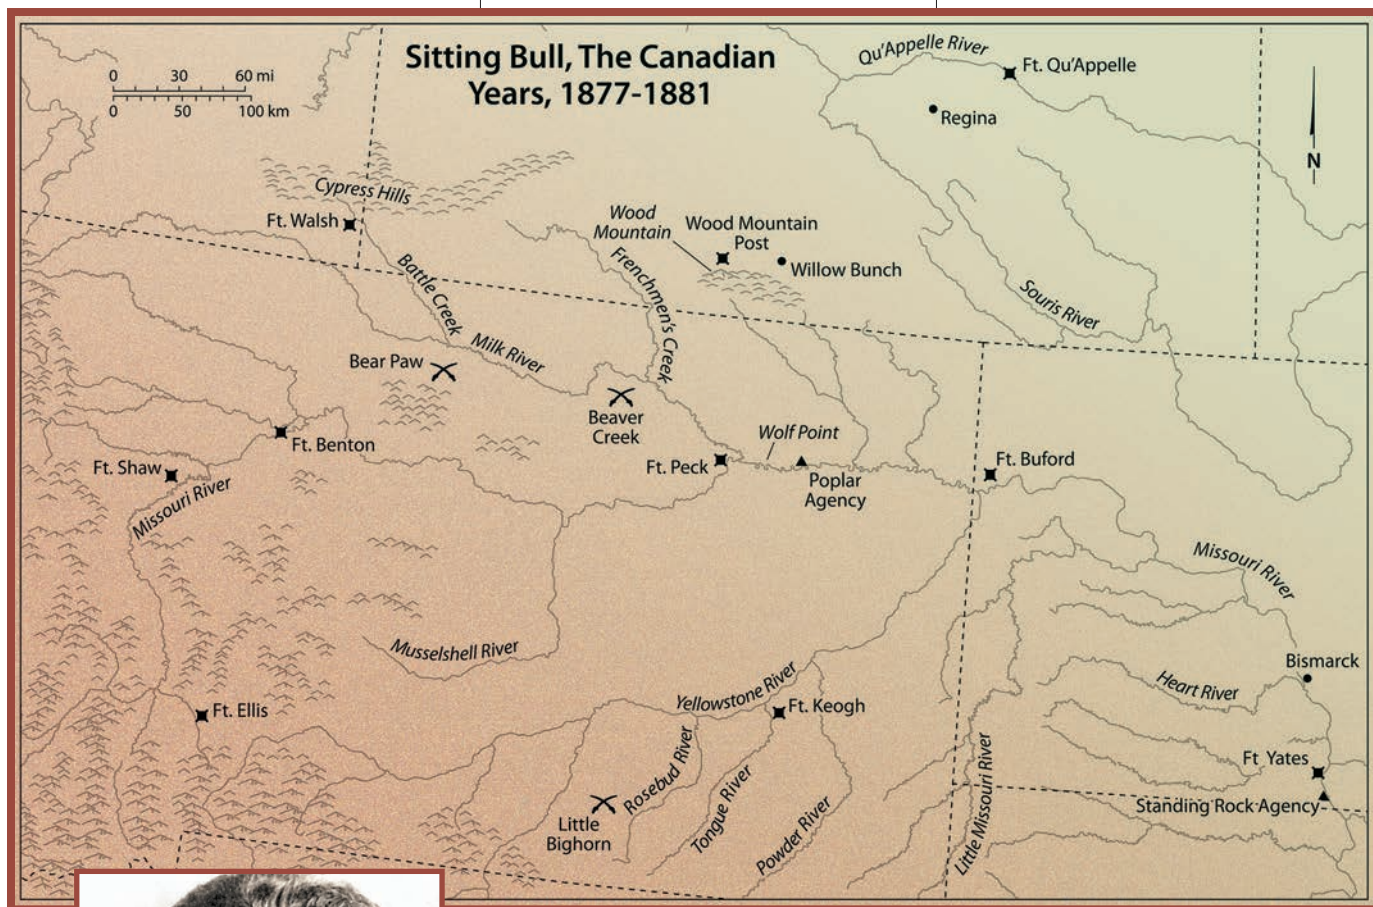 Sitting Bull, The Canadian
Years, 1877-1881
0 30 60 mi
0 50 100 km
Qu'Appelle River
Ft. Qu'Appelle
Regina
N
Cypress Hills
Ft. Walsh
Wood
Mountain
Wood Mountain
Post
Willow Bunch
Battle Creek
Frenchmen's Creek
Souris River
Milk River
Bear Paw
Beaver
Creek
Ft. Benton
Wolf Point
Ft. Shaw
Ft. Peck
Poplar
Agency
Ft. Buford
Missouri River
Missouri River
Musselshell River
Bismarck
Yellowstone River
Heart River
Ft. Ellis
Ft. Keogh
Rosebud River
Tongue River
Powder River
Little Missouri River
Ft Yates
Standing Rock Agency
Little
Bighorn